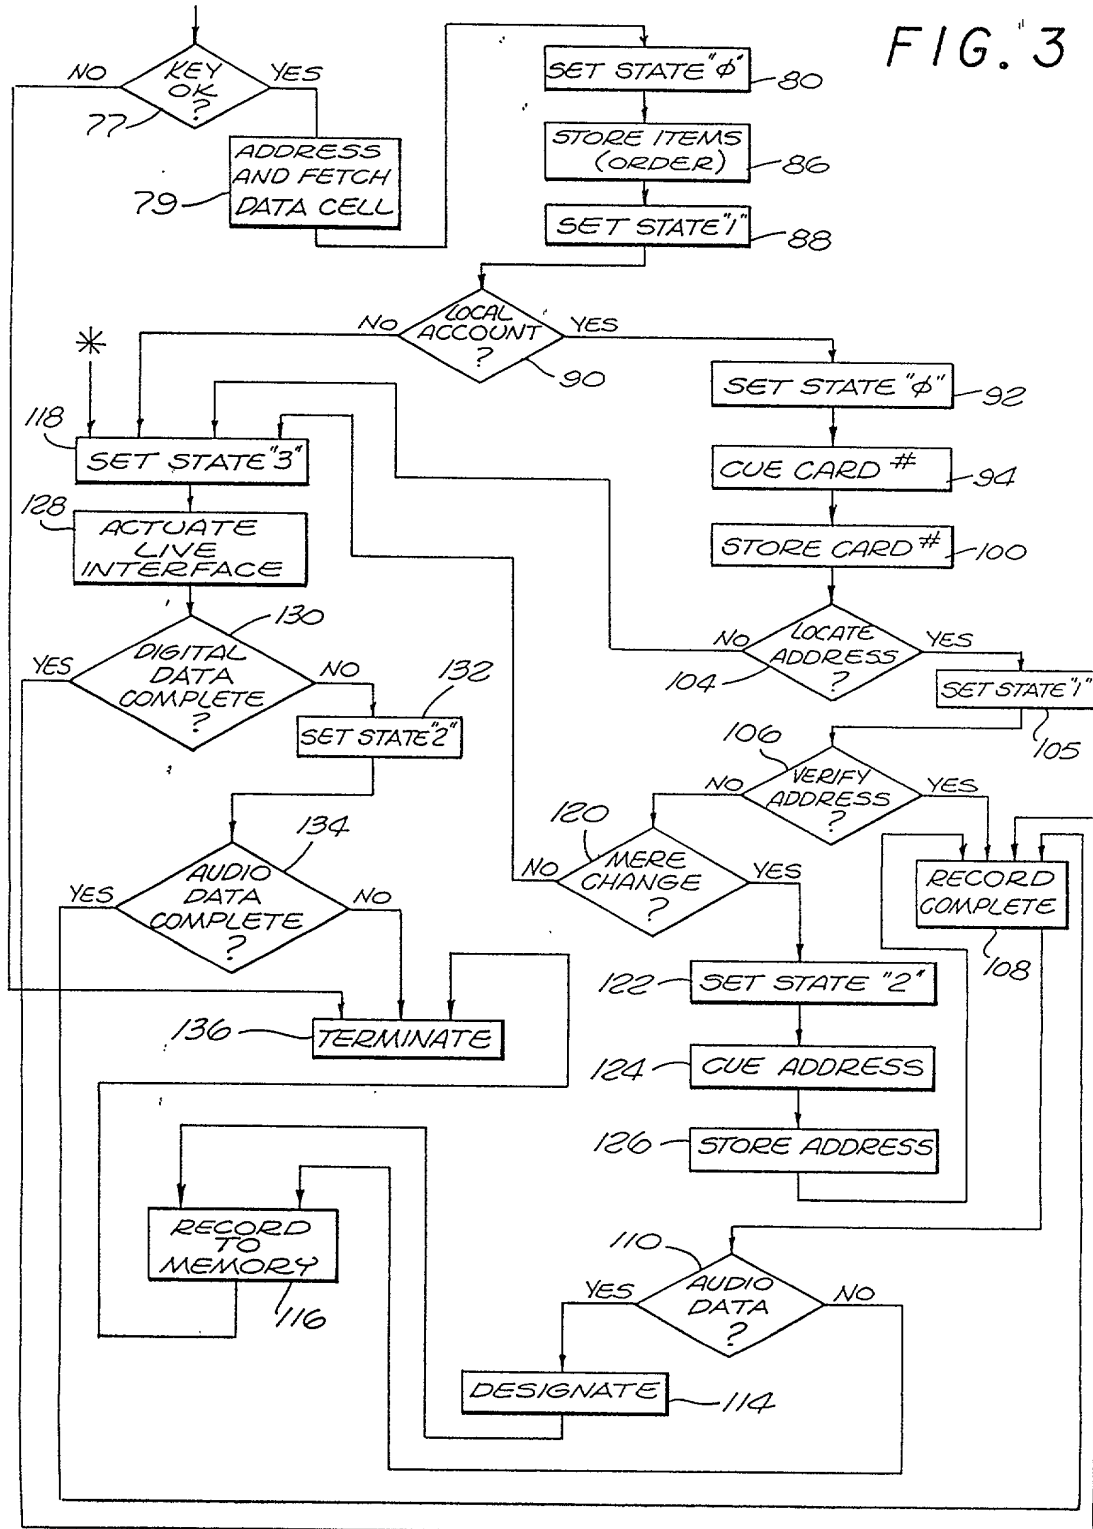 FIG. 3
NO
KEY
OK
?
YES
77
ADDRESS
AND FETCH
DATA CELL
79
SET STATE "φ"
80
STORE ITEMS
(ORDER)
86
SET STATE "1"
88
NO
LOCAL
ACCOUNT
?
YES
90
*
118
SET STATE "3"
SET STATE "φ"
92
CUE CARD #
94
STORE CARD #
100
128
ACTUATE
LIVE
INTERFACE
NO
LOCATE
ADDRESS
?
YES
104
SET STATE "1"
105
130
YES
DIGITAL
DATA
COMPLETE
?
NO
132
SET STATE "2"
106
NO
VERIFY
ADDRESS
?
YES
120
NO
MERE
CHANGE
?
YES
RECORD
COMPLETE
108
134
YES
AUDIO
DATA
COMPLETE
?
NO
122
SET STATE "2"
136
TERMINATE
124
CUE ADDRESS
126
STORE ADDRESS
RECORD
TO
MEMORY
116
110
YES
AUDIO
DATA
?
NO
DESIGNATE
114